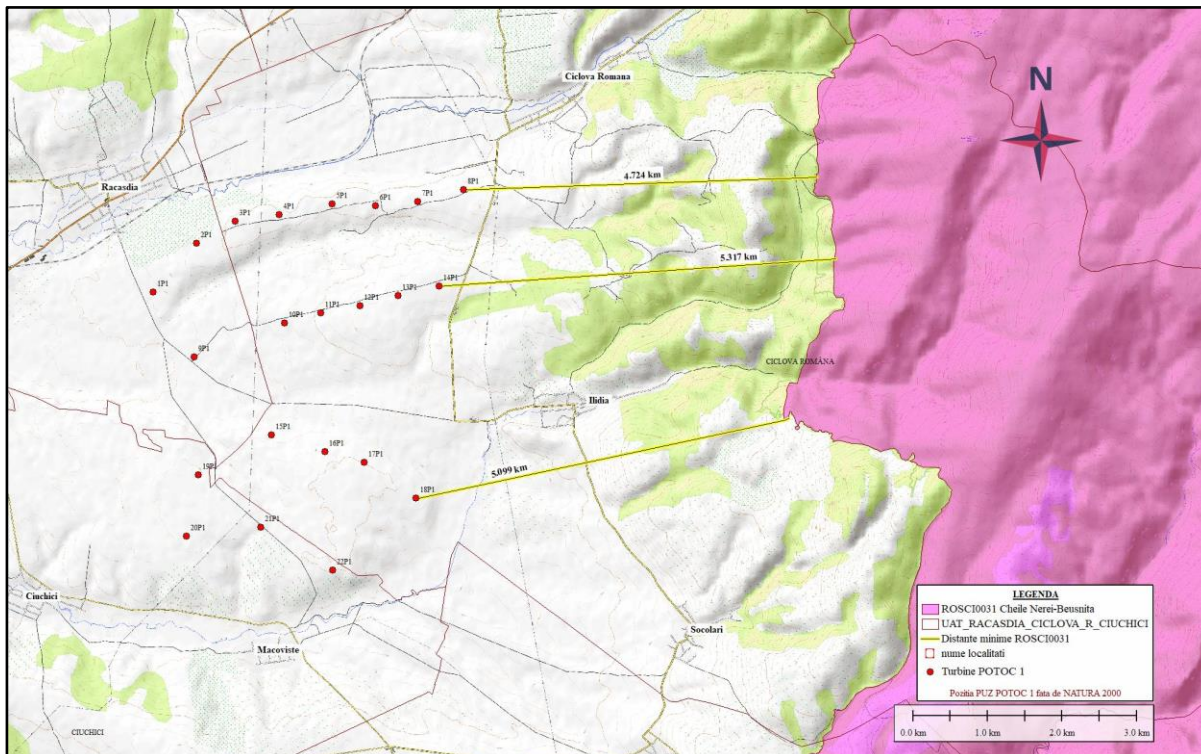 Ciclova Romana
N
Racasdia
4.724 km
8P1
7P1
6P1
5P1
4P1
3P1
2P1
1P1
5.317 km
14P1
13P1
12P1
11P1
10P1
9P1
CICLOVA ROMÂNA
Ilidia
15P1
16P1
17P1
18P1
5.099 km
19P1
20P1
21P1
22P1
Ciuchici
Macoviste
Socolari
CIUCHICI
LEGENDA
ROSCI0031 Cheile Nerei-Beusnita
UAT_RACASDIA_CICLOVA_R_CIUCHICI
Distante minime ROSCI0031
nume localitati
Turbine POTOC 1
Pozitia PUZ POTOC 1 fata de NATURA 2000
0.0 km 1.0 km 2.0 km 3.0 km